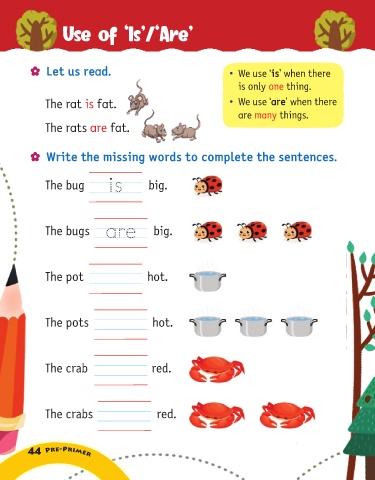 Use of 'Is'/'Are'
Let us read.
The rat is fat.
The rats are fat.
• We use 'is' when there
is only one thing.
• We use 'are' when there
are many things.
Write the missing words to complete the sentences.
The bug is big.
The bugs are big.
The pot hot.
The pots hot.
The crab red.
The crabs red.
44 PRE-PRIMER